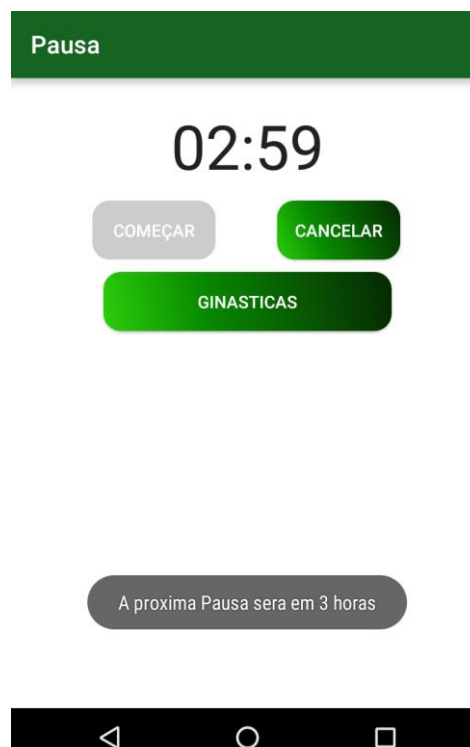 Pausa
02:59
COMEÇAR CANCELAR
GINASTICAS
A proxima Pausa sera em 3 horas